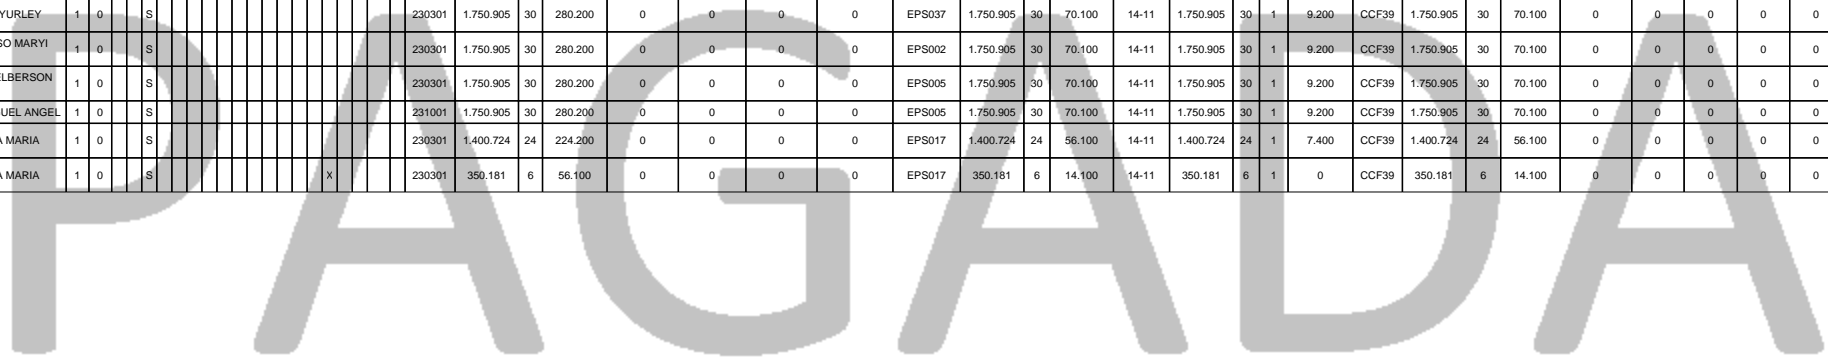 YURLEY 1 0 S 230301 1.750.905 30 280.200 0 0 0 0 EPS037 1.750.905 30 70.100 14-11 1.750.905 30 1 9.200 CCF39 1.750.905 30 70.100 0 0 0 0 0
SO MARYI 1 0 S 230301 1.750.905 30 280.200 0 0 0 0 EPS002 1.750.905 30 70.100 14-11 1.750.905 30 1 9.200 CCF39 1.750.905 30 70.100 0 0 0 0 0
ELBERSON 1 0 S 230301 1.750.905 30 280.200 0 0 0 0 EPS005 1.750.905 30 70.100 14-11 1.750.905 30 1 9.200 CCF39 1.750.905 30 70.100 0 0 0 0 0
UEL ANGEL 1 0 S 231001 1.750.905 30 280.200 0 0 0 0 EPS005 1.750.905 30 70.100 14-11 1.750.905 30 1 9.200 CCF39 1.750.905 30 70.100 0 0 0 0 0
A MARIA 1 0 S 230301 1.400.724 24 224.200 0 0 0 0 EPS017 1.400.724 24 56.100 14-11 1.400.724 24 1 7.400 CCF39 1.400.724 24 56.100 0 0 0 0 0
A MARIA 1 0 S X 230301 350.181 6 56.100 0 0 0 0 EPS017 350.181 6 14.100 14-11 350.181 6 1 0 CCF39 350.181 6 14.100 0 0 0 0 0
PAGADA